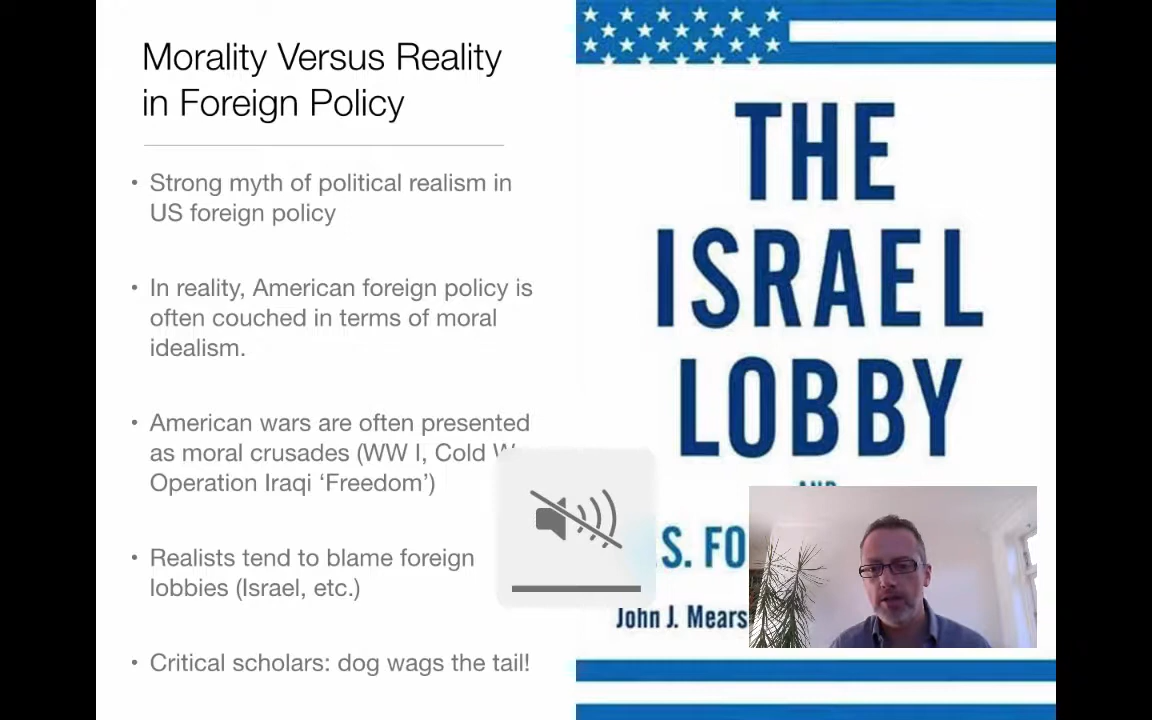 Morality Versus Reality
in Foreign Policy
• Strong myth of political realism in
US foreign policy
• In reality, American foreign policy is
often couched in terms of moral
idealism.
• American wars are often presented
as moral crusades (WW I, Cold
Operation Iraqi ‘Freedom’)
• Realists tend to blame foreign
lobbies (Israel, etc.)
• Critical scholars: dog wags the tail!
THE
ISRAEL
LOBBY
AND
.S. FO
John J. Mears